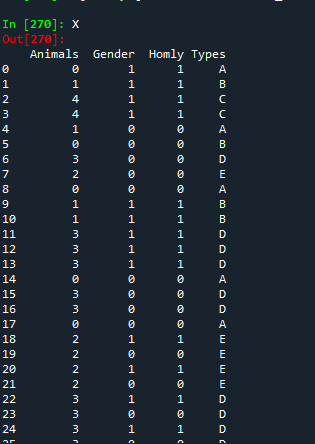 In [270]: X
Out[270]:
Animals Gender Homly Types
0 0 1 1 A
1 1 1 1 B
2 4 1 1 C
3 4 1 1 C
4 1 0 0 A
5 0 0 0 B
6 3 0 0 D
7 2 0 0 E
8 0 0 0 A
9 1 1 1 B
10 1 1 1 B
11 3 1 1 D
12 3 1 1 D
13 3 1 1 D
14 0 0 0 A
15 3 0 0 D
16 3 0 0 D
17 0 0 0 A
18 2 1 1 E
19 2 0 0 E
20 2 1 1 E
21 2 0 0 E
22 3 1 1 D
23 3 0 0 D
24 3 1 1 D